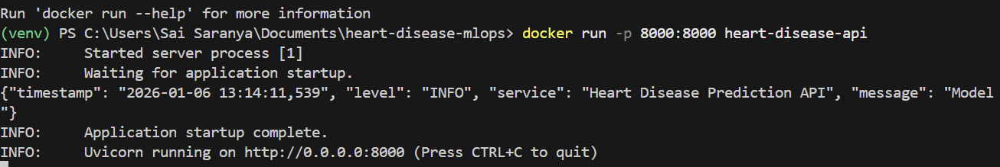 Run 'docker run --help' for more information
(venv) PS C:\Users\Sai Saranya\Documents\heart-disease-mlops> docker run -p 8000:8000 heart-disease-api
INFO:     Started server process [1]
INFO:     Waiting for application startup.
{"timestamp": "2026-01-06 13:14:11,539", "level": "INFO", "service": "Heart Disease Prediction API", "message": "Model
"}
INFO:     Application startup complete.
INFO:     Uvicorn running on http://0.0.0.0:8000 (Press CTRL+C to quit)